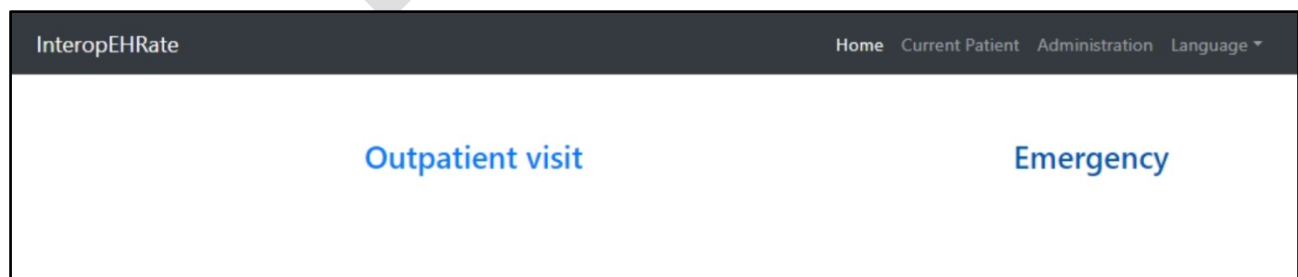 InteropEHRate Home Current Patient Administration Language
Outpatient visit Emergency